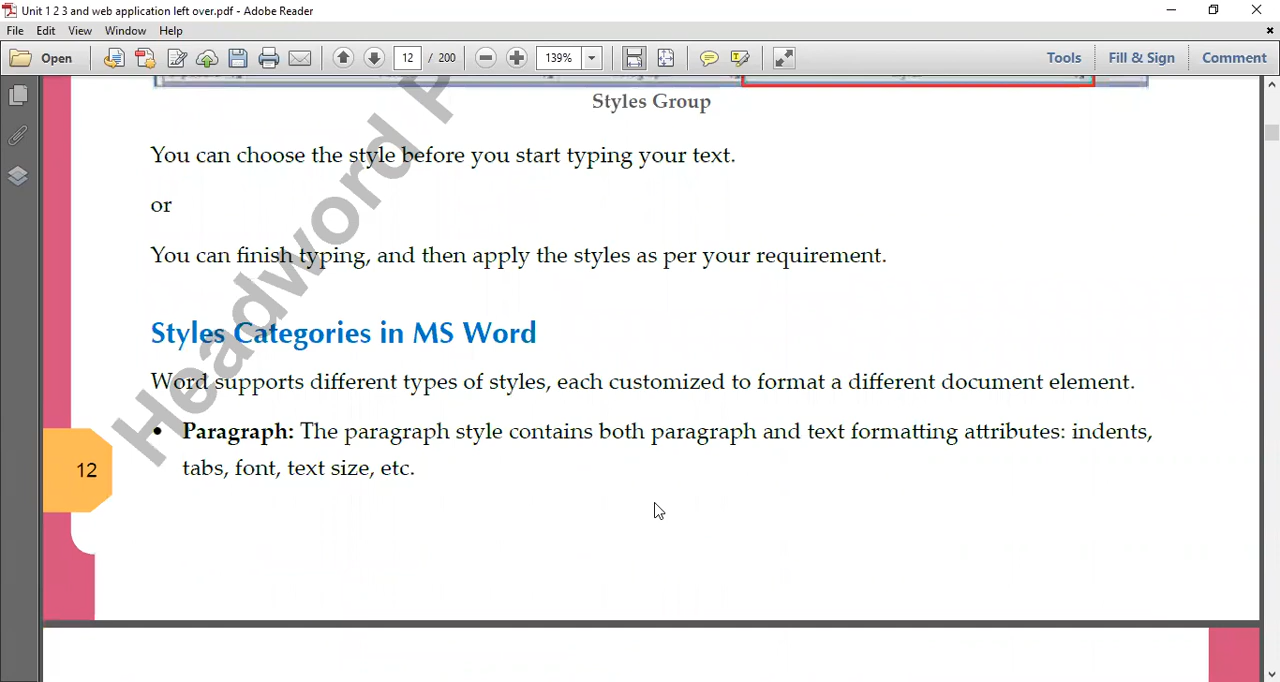 Unit 1 2 3 and web application left over.pdf - Adobe Reader
File Edit View Window Help
Open 12 / 200 139% Tools Fill & Sign Comment
Styles Group
You can choose the style before you start typing your text.
or
You can finish typing, and then apply the styles as per your requirement.
Styles Categories in MS Word
Word supports different types of styles, each customized to format a different document element.
• Paragraph: The paragraph style contains both paragraph and text formatting attributes: indents,
tabs, font, text size, etc.
12
Headword P